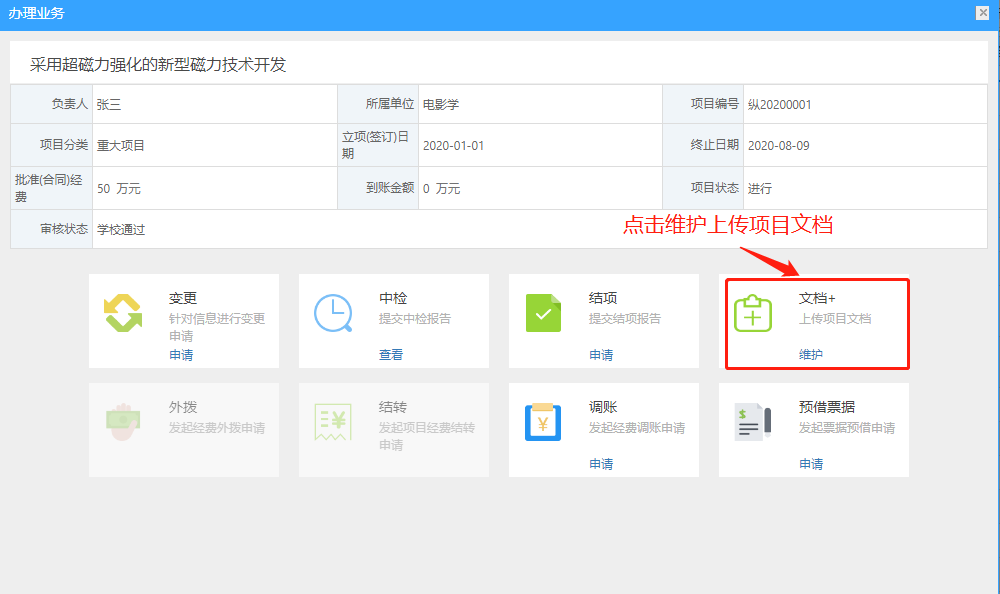 办理业务
采用超磁力强化的新型磁力技术开发
负责人 张三 所属单位 电影学 项目编号 纵20200001
项目分类 重大项目 立项(签订)日期 2020-01-01 终止日期 2020-08-09
批准(合同)经费 50 万元 到账金额 0 万元 项目状态 进行
审核状态 学校通过
点击维护上传项目文档
变更
针对信息进行变更
申请
申请
中检
提交中检报告
查看
结项
提交结项报告
申请
文档+
上传项目文档
维护
外拨
发起经费外拨申请
结转
发起项目经费结转
申请
调账
发起经费调账申请
申请
预借票据
发起票据预借申请
申请